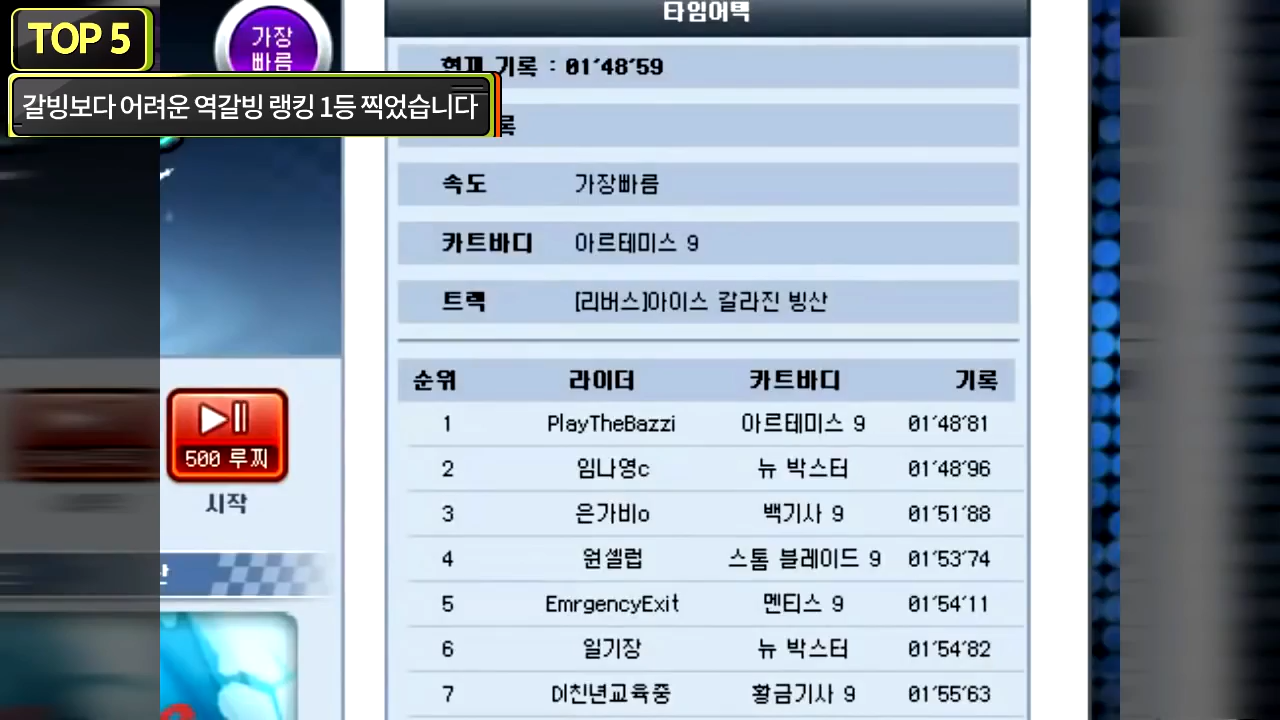 TOP 5
갈빙보다 어려운 역갈빙 랭킹 1등 찍었습니다
가장
빠름
타임어택
현재 기록 : 01'48'59
록
속도 가장빠름
카트바디 아르테미스 9
트랙 [리버스]아이스 갈라진 빙산
순위 라이더 카트바디 기록
1 PlayTheBazzi 아르테미스 9 01'48'81
2 임나영c 뉴 박스터 01'48'96
3 은가비o 백기사 9 01'51'88
4 원셀럽 스톰 블레이드 9 01'53'74
5 EmrgencyExit 멘티스 9 01'54'11
6 일기장 뉴 박스터 01'54'82
7 DI친년교육중 황금기사 9 01'55'63
500 루찌
시작
산